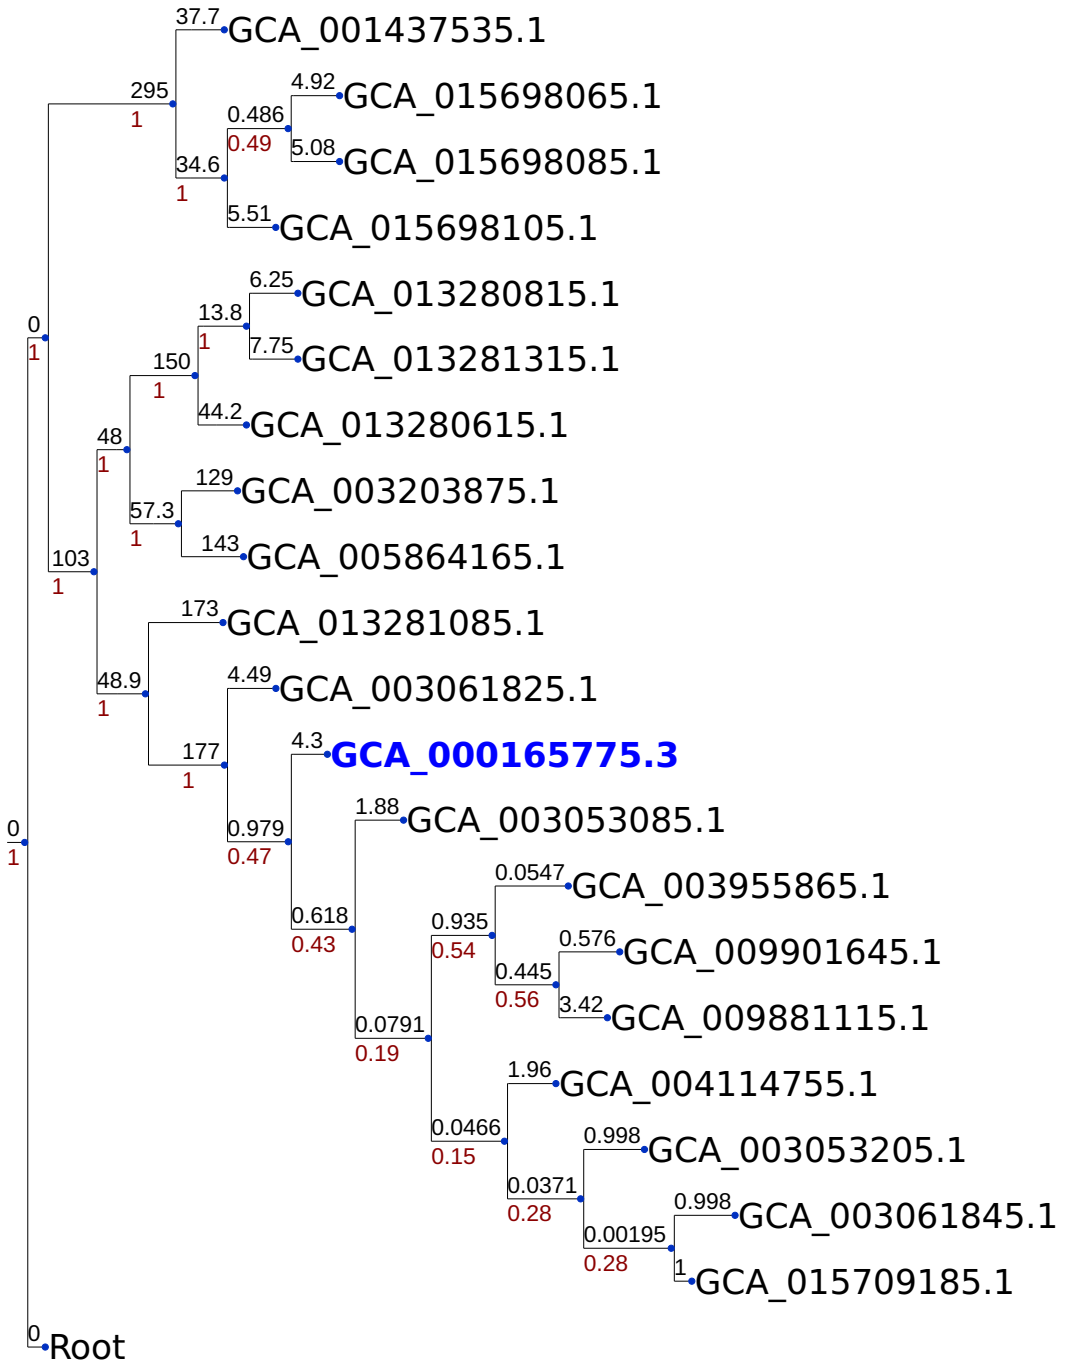 37.7
GCA_001437535.1
4.92
295
GCA_015698065.1
0.486
1
0.49
5.08
GCA_015698085.1
34.6
1
5.51
GCA_015698105.1
6.25
GCA_013280815.1
13.8
0
1
7.75
GCA_013281315.1
1
150
1
44.2
GCA_013280615.1
48
1
129
GCA_003203875.1
57.3
1
143
GCA_005864165.1
103
1
173
GCA_013281085.1
48.9
1
4.49
GCA_003061825.1
177
1
4.3
GCA_000165775.3
1.88
GCA_003053085.1
0
0.979
1
0.47
0.0547
GCA_003955865.1
0.618
0.935
0.43
0.54
0.576
GCA_009901645.1
0.445
0.56
3.42
GCA_009881115.1
0.0791
0.19
1.96
GCA_004114755.1
0.0466
0.15
0.998
GCA_003053205.1
0.0371
0.28
0.998
GCA_003061845.1
0.00195
0.28
1
GCA_015709185.1
0
Root